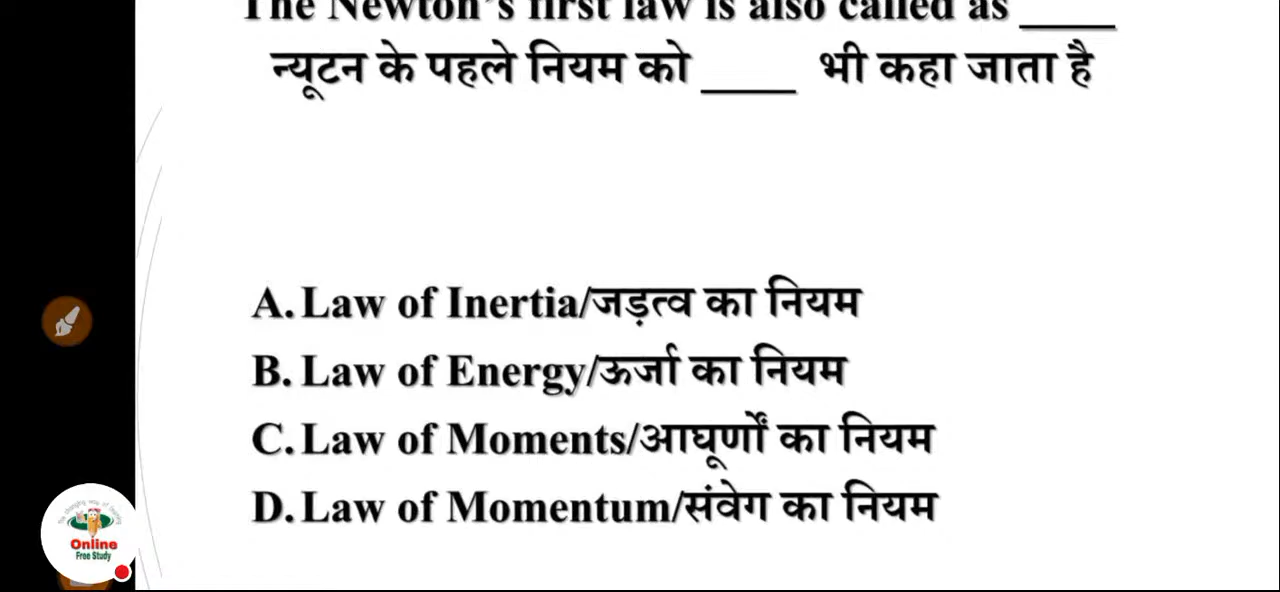 The Newton's first law is also called as ____
न्यूटन के पहले नियम को ____ भी कहा जाता है
A. Law of Inertia/जड़त्व का नियम
B. Law of Energy/ऊर्जा का नियम
C. Law of Moments/आघूर्णों का नियम
D. Law of Momentum/संवेग का नियम
Online
Free Study